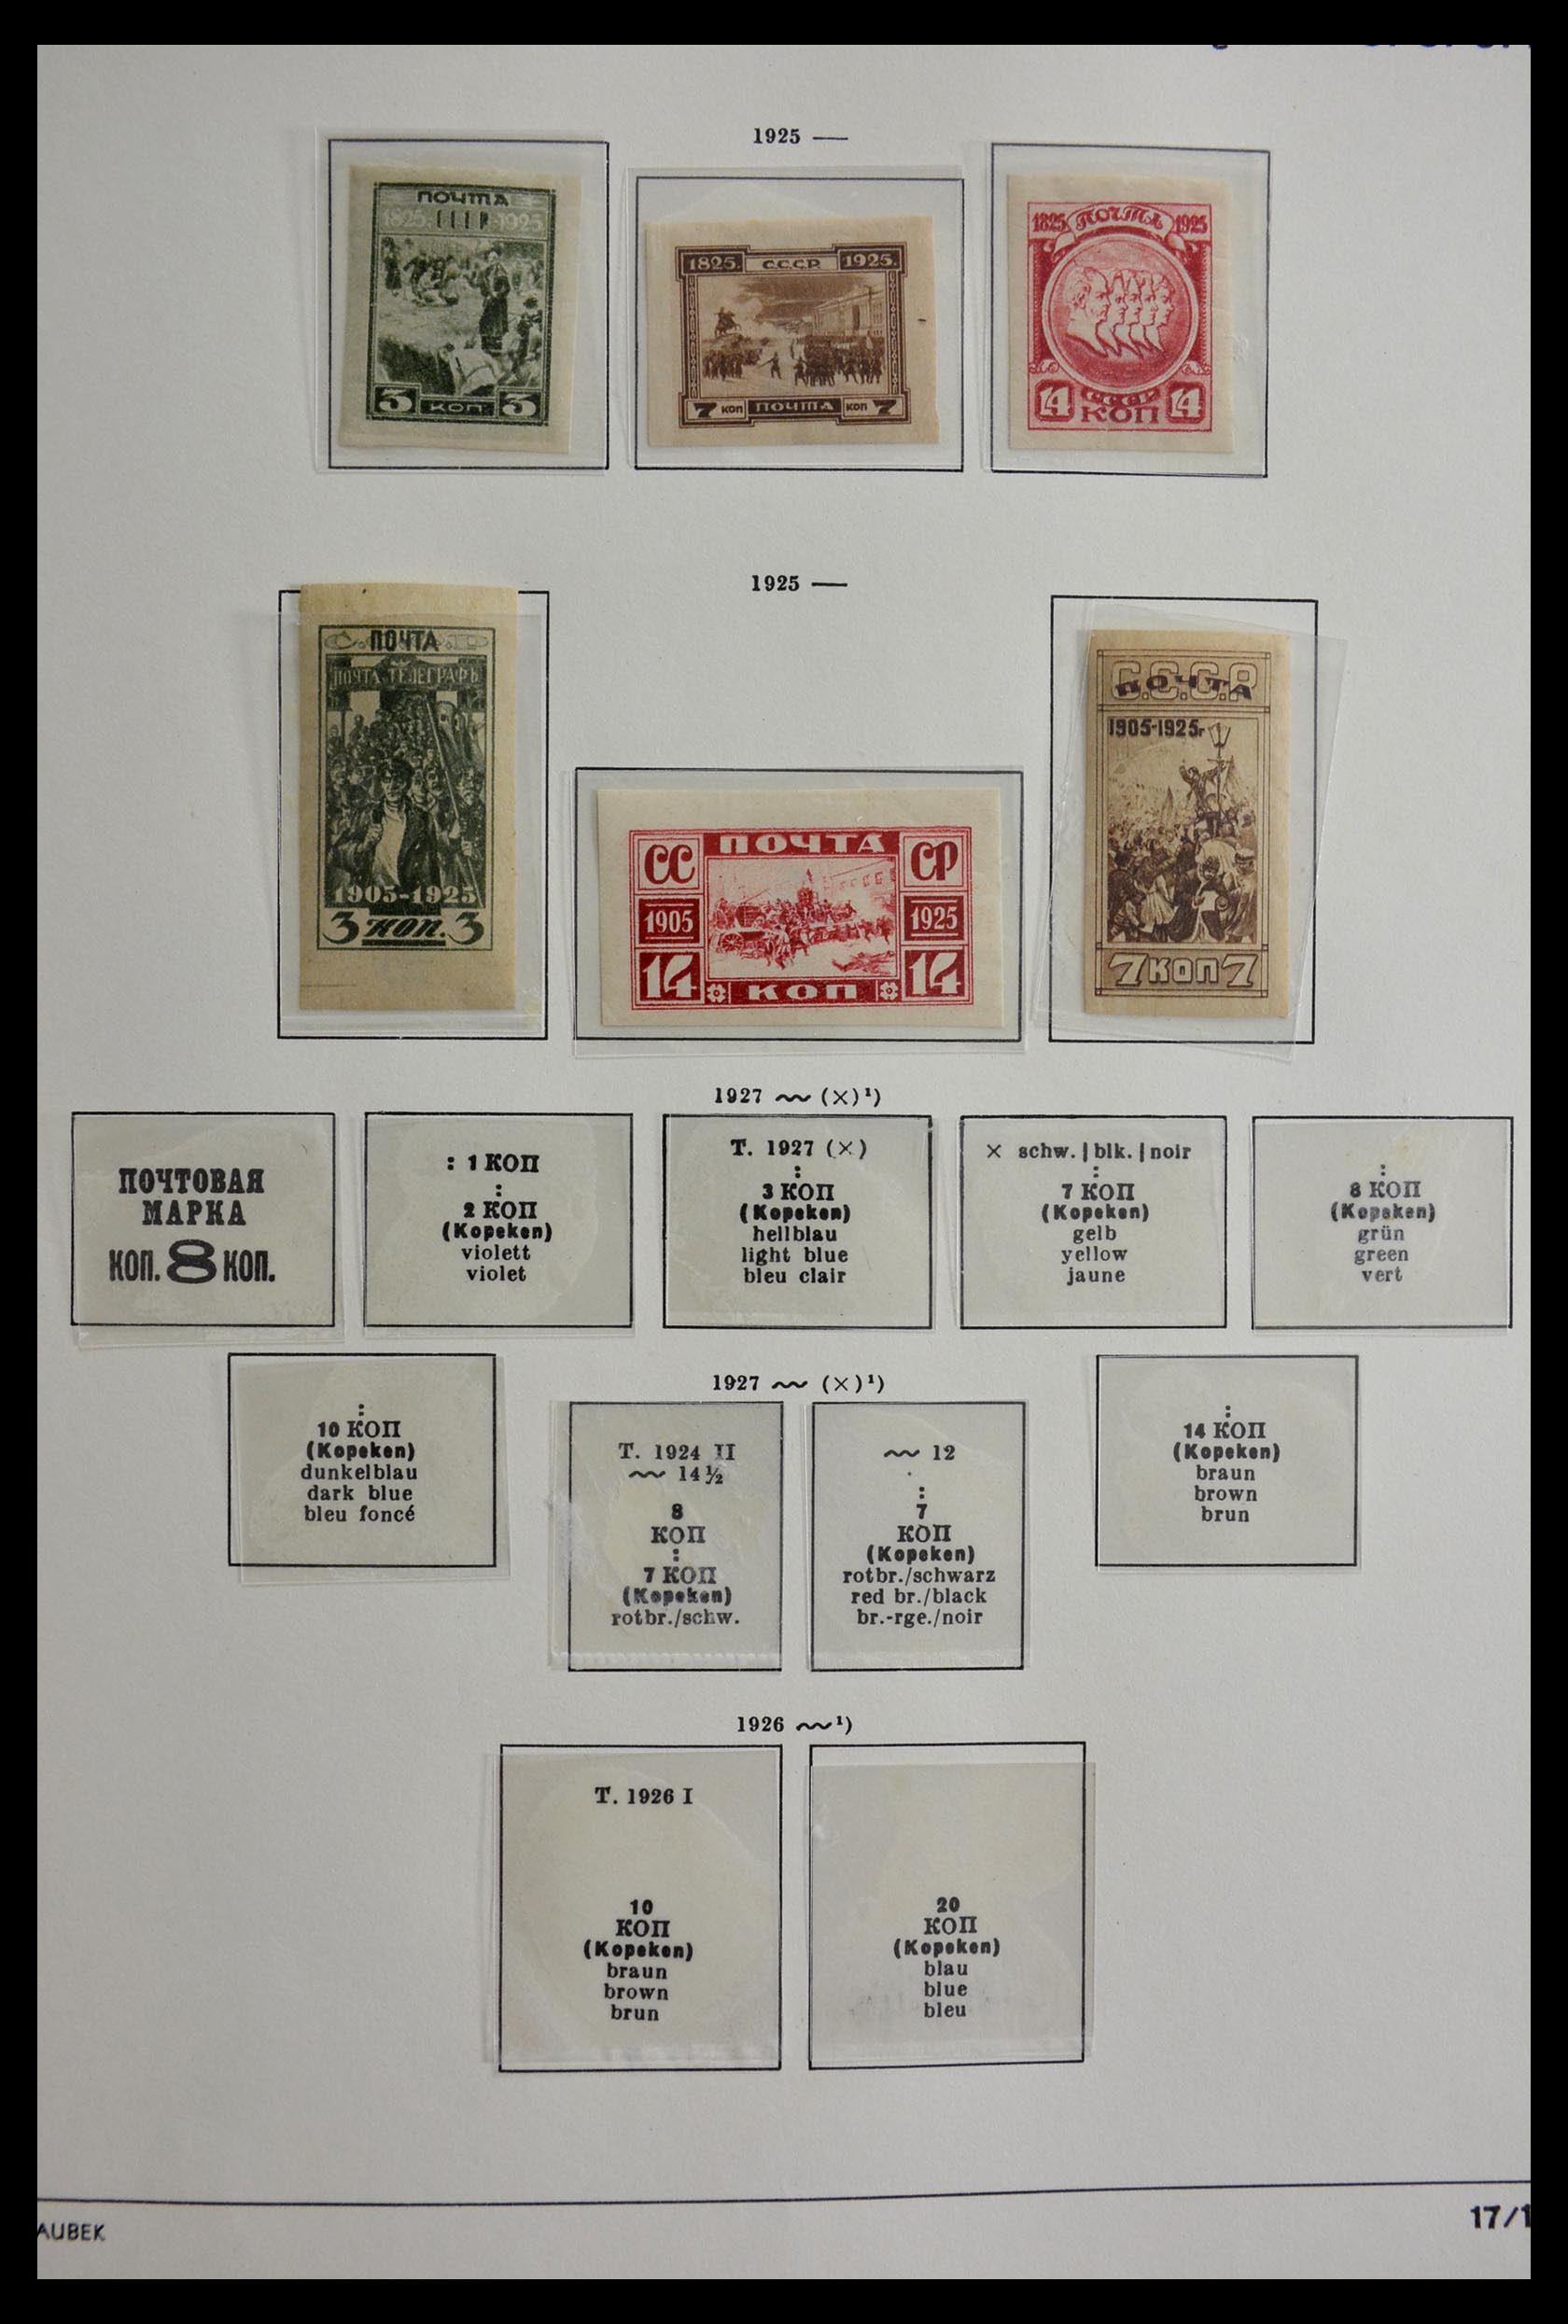 1925 —
ПОЧТА
1825. СССР 1925.
3 КОП. 3
1825. СССР 1925.
7 КОП ПОЧТА КОП 7
1825 ПОЧТА 1925
14 СССР 14
КОП
1925 —
ПОЧТА
ПОЧТА ТЕЛЕГРАФЪ
1905-1925
3 КОП. 3
ПОЧТА
СС СР
1905 1925
14 КОП 14
С.С.С.Р
ПОЧТА
1905-1925г
7 КОП 7
1927 ~~ (×)¹)
ПОЧТОВАЯ
МАРКА
КОП. 8 КОП.
: 1 КОП
:
2 КОП
(Kopeken)
violett
violet
T. 1927 (×)
:
3 КОП
(Kopeken)
hellblau
light blue
bleu clair
× schw. | blk. | noir
:
7 КОП
(Kopeken)
gelb
yellow
jaune
:
8 КОП
(Kopeken)
grün
green
vert
1927 ~~ (×)¹)
:
10 КОП
(Kopeken)
dunkelblau
dark blue
bleu foncé
T. 1924 II
~~ 14½
8
КОП
:
7 КОП
(Kopeken)
rotbr./schw.
~~ 12
:
7
КОП
(Kopeken)
rotbr./schwarz
red br./black
br.-rge./noir
:
14 КОП
(Kopeken)
braun
brown
brun
1926 ~~¹)
T. 1926 I
10
КОП
(Kopeken)
braun
brown
brun
20
КОП
(Kopeken)
blau
blue
bleu
AUBEK
17/1